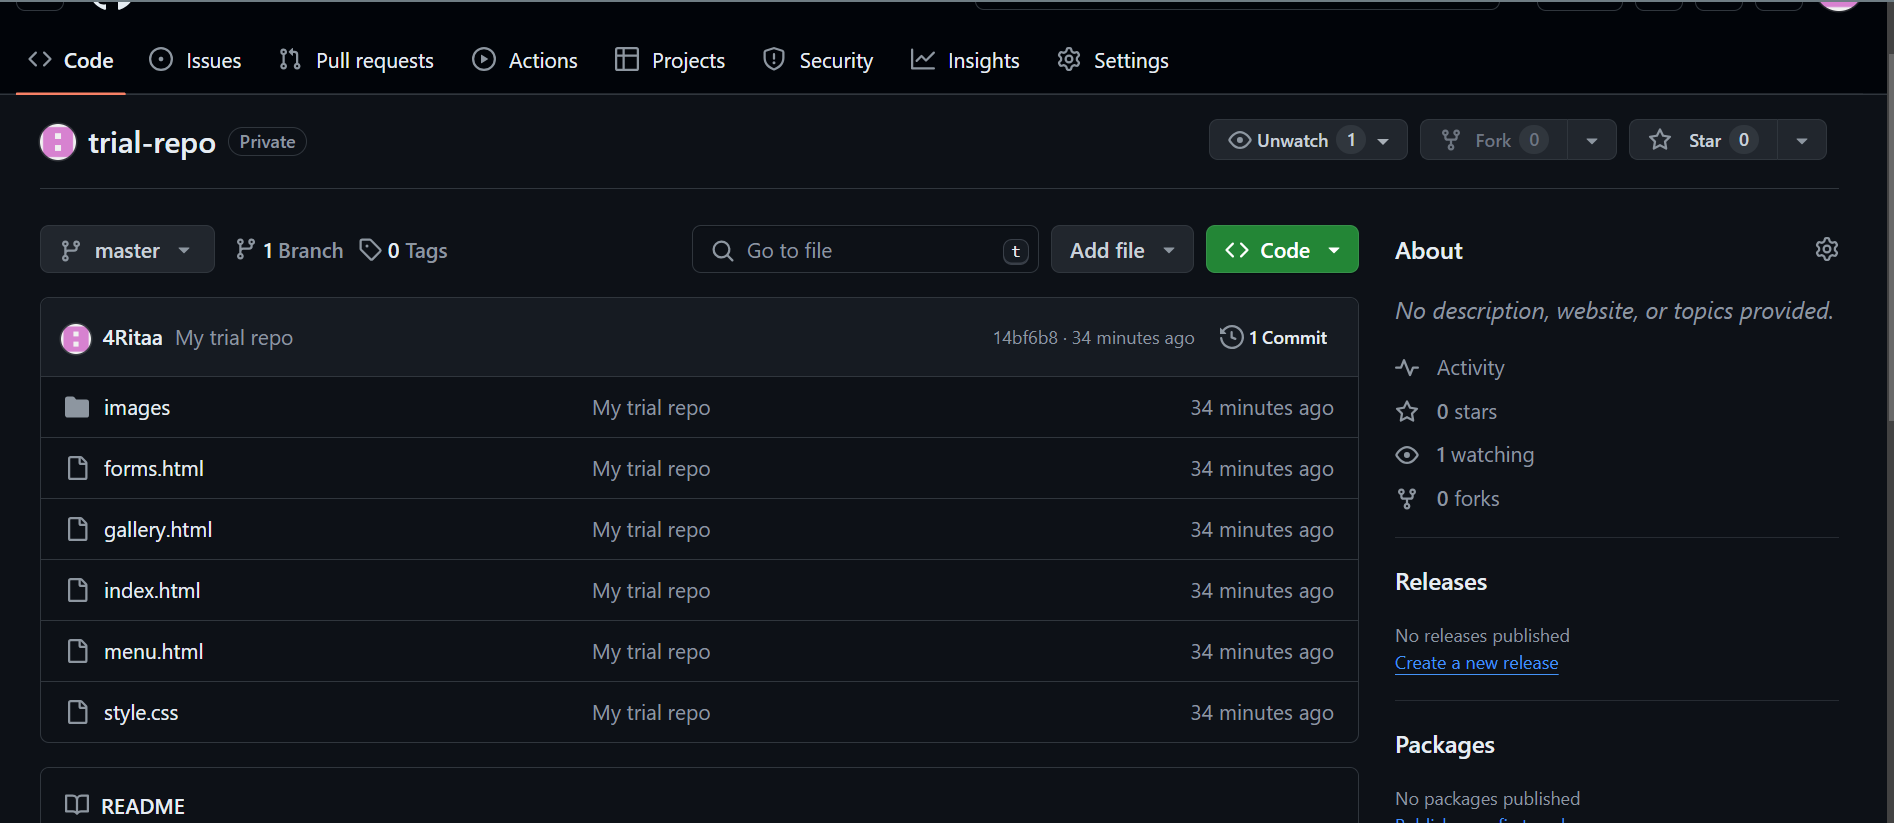 Code Issues Pull requests Actions Projects Security Insights Settings
trial-repo Private Unwatch 1 Fork 0 Star 0
master 1 Branch 0 Tags Go to file t Add file Code
4Ritaa My trial repo 14bf6b8 · 34 minutes ago 1 Commit
images My trial repo 34 minutes ago
forms.html My trial repo 34 minutes ago
gallery.html My trial repo 34 minutes ago
index.html My trial repo 34 minutes ago
menu.html My trial repo 34 minutes ago
style.css My trial repo 34 minutes ago
README
About
No description, website, or topics provided.
Activity
0 stars
1 watching
0 forks
Releases
No releases published
Create a new release
Packages
No packages published